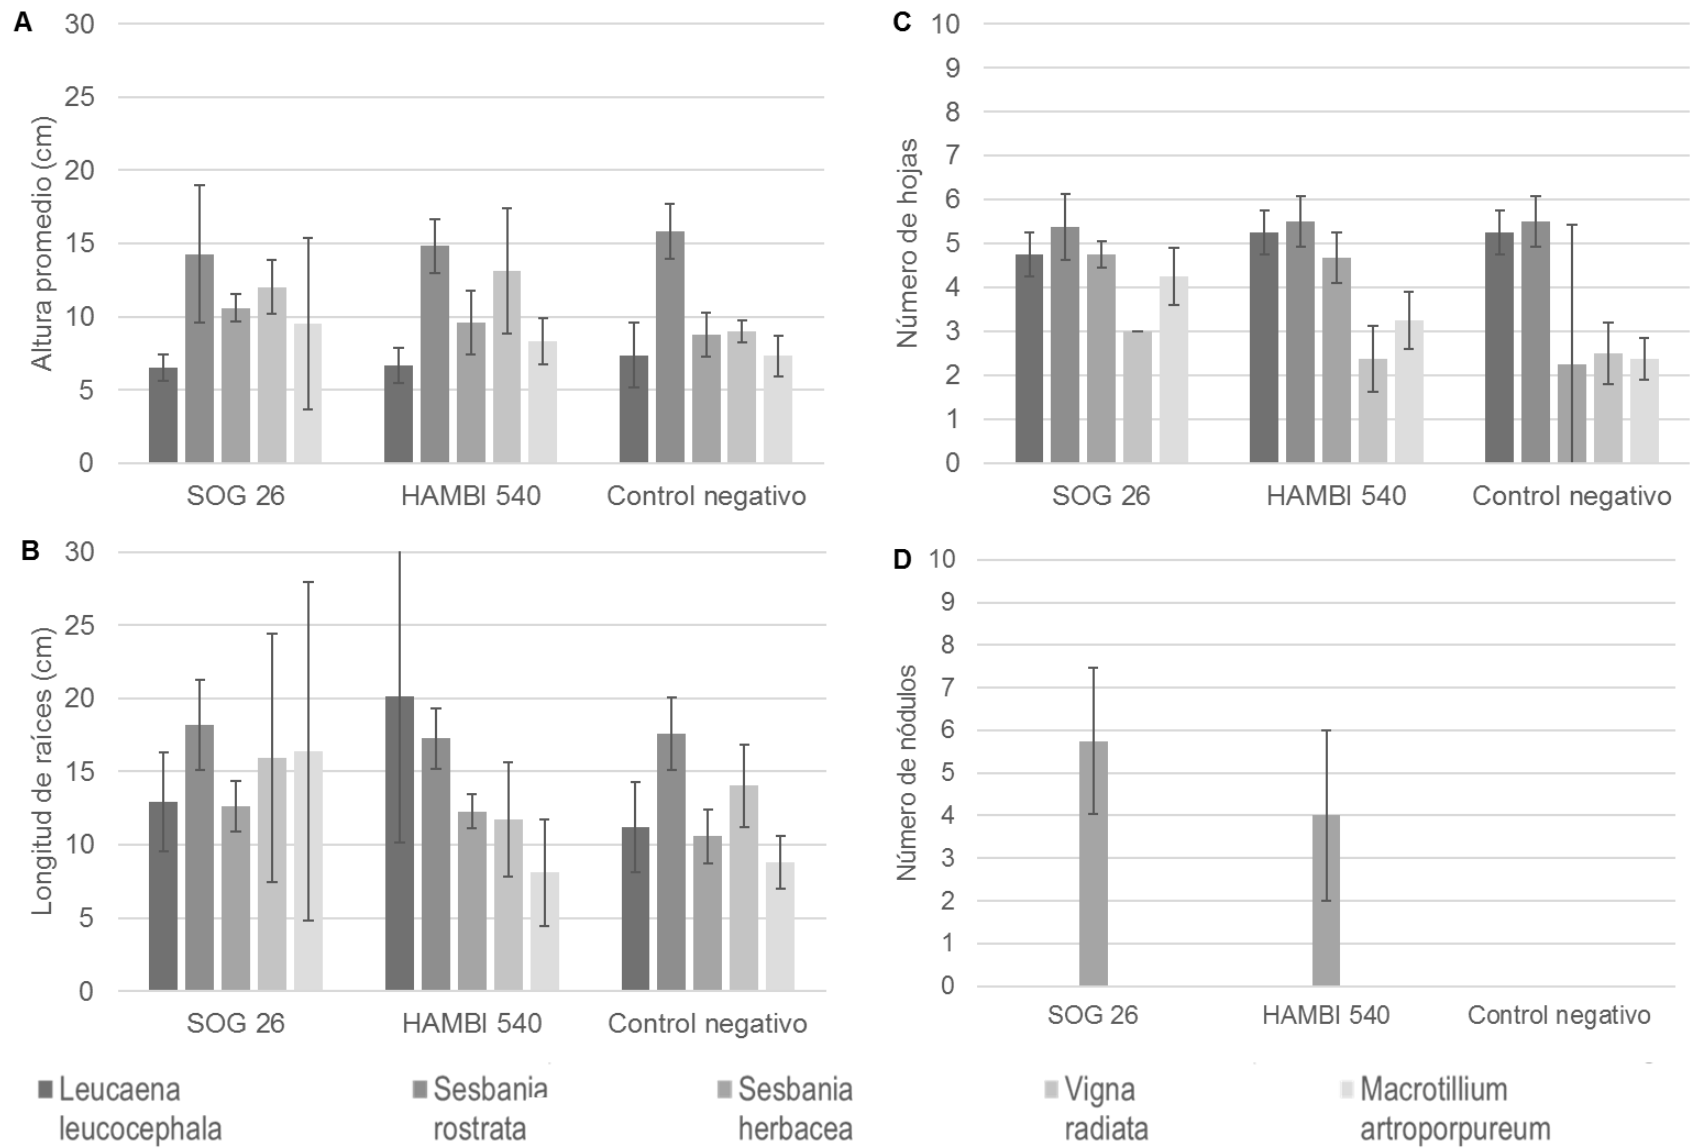 A
30
25
20
15
10
5
0
Altura promedio (cm)
SOG 26
HAMBI 540
Control negativo
B
30
25
20
15
10
5
0
Longitud de raíces (cm)
SOG 26
HAMBI 540
Control negativo
C
10
9
8
7
6
5
4
3
2
1
0
Número de hojas
SOG 26
HAMBI 540
Control negativo
D
10
9
8
7
6
5
4
3
2
1
0
Número de nódulos
SOG 26
HAMBI 540
Control negativo
Leucaena
leucocephala
Sesbania
rostrata
Sesbania
herbacea
Vigna
radiata
Macrotillium
artroporpureum